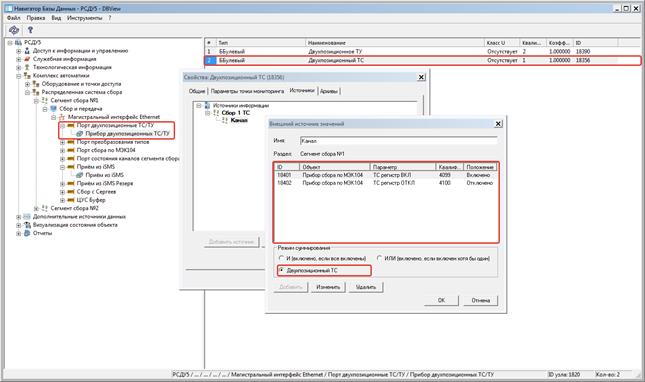 Навигатор Базы Данных - РСДУ5 - DBView
Файл Правка Вид Инструменты ?
РСДУ5
Доступ к информации и управлению
Служебная информация
Технологическая информация
Комплекс автоматики
Оборудование и точки доступа
Распределенная система сбора
Сегмент сбора №1
Сбор и передача
Магистральный интерфейс Ethernet
Порт двухпозиционные ТС/ТУ
Прибор двухпозиционных ТС/ТУ
Порт преобразования типов
Порт сбора по МЭК104
Порт состояния каналов сегмента сбора
Приём из iSMS
Приём из iSMS
Приём из iSMS Резерв
Сбор с Сергеев
ЦУС Буфер
Сегмент сбора №2
Дополнительные источники данных
Визуализация состояния объекта
Отчеты
# Тип Наименование Класс U Квали... Коэфф... ID
1 ББулевый Двухпозиционное ТУ Отсутствует 2 1.000000 18390
2 ББулевый Двухпозиционный ТС Отсутствует 1 1.000000 18356
Свойства: Двухпозиционный ТС (18356)
Общие Параметры точки мониторинга Источники Архивы
Источники информации
Сбор 1 ТС
Канал
Добавить источник
Внешний источник значений
Имя: Канал
Раздел: Сегмент сбора №1
ID Объект Параметр Квалиф... Положение
18401 Прибор сбора по МЭК104 ТС регистр ВКЛ 4099 Включено
18402 Прибор сбора по МЭК104 ТС регистр ОТКЛ 4100 Отключено
Режим суммирования
И (включено, если все включены) ИЛИ (включено, если включен хотя бы один)
Двухпозиционный ТС
Добавить Изменить Удалить
ОК Отмена
РСДУ5 / ... / ... / ... / ... / Магистральный интерфейс Ethernet / Порт двухпозиционные ТС/ТУ / Прибор двухпозиционных ТС/ТУ ID узла: 1820 Кол-во: 2